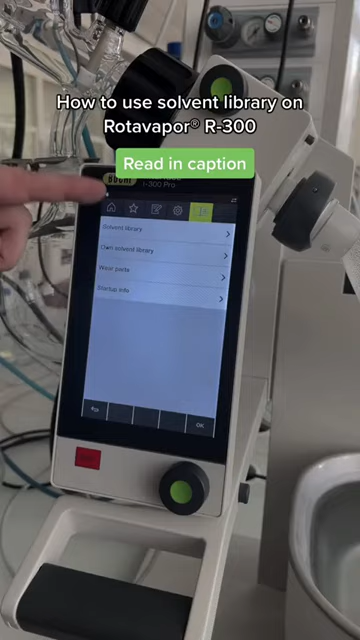 How to use solvent library on
Rotavapor® R-300
Read in caption
BUCHI
I-300 Pro
Solvent library
Own solvent library
Wear parts
Startup info
OK